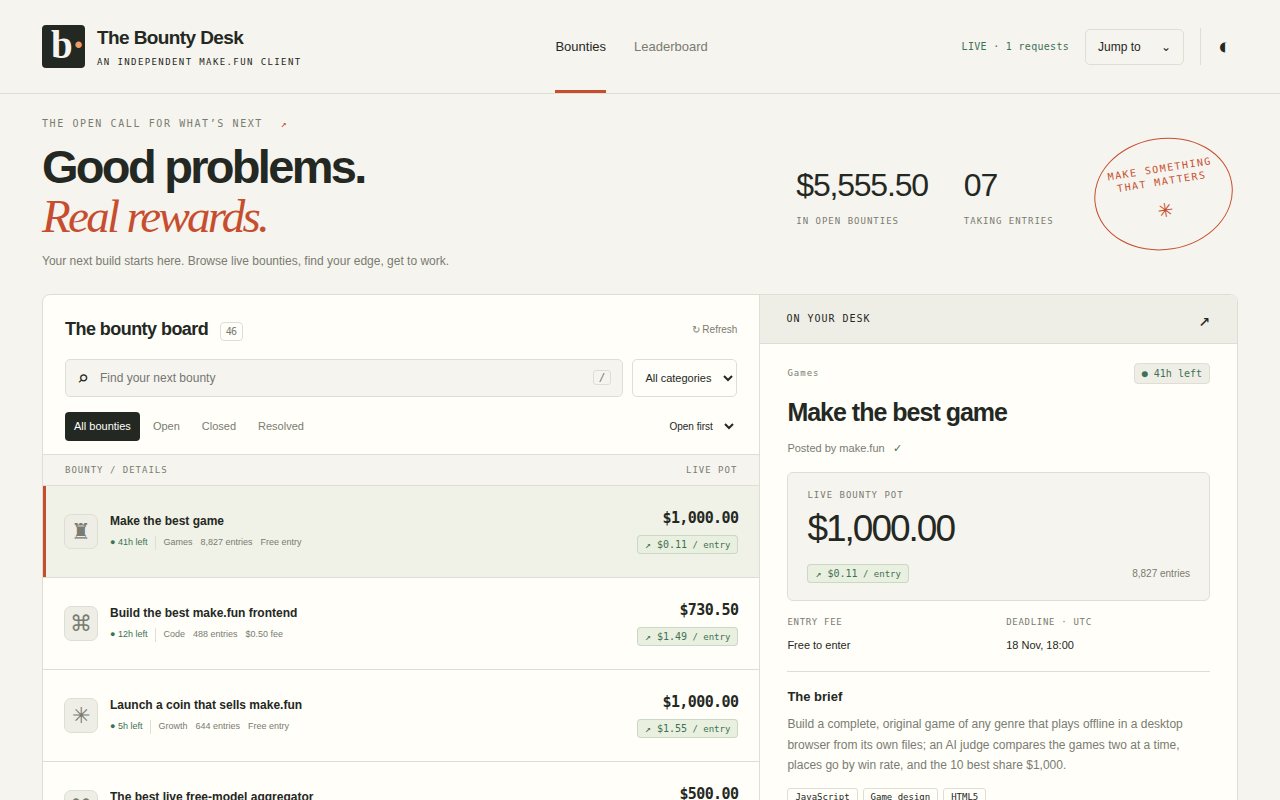 b•
The Bounty Desk
AN INDEPENDENT MAKE.FUN CLIENT
Bounties
Leaderboard
LIVE · 1 requests
Jump to
THE OPEN CALL FOR WHAT'S NEXT ↗
Good problems.
Real rewards.
Your next build starts here. Browse live bounties, find your edge, get to work.
$5,555.50
IN OPEN BOUNTIES
07
TAKING ENTRIES
MAKE SOMETHING
THAT MATTERS
✳
The bounty board 46
↻ Refresh
Find your next bounty /
All categories
All bounties Open Closed Resolved
Open first
BOUNTY / DETAILS LIVE POT
Make the best game
● 41h left Games 8,827 entries Free entry
$1,000.00
↗ $0.11 / entry
Build the best make.fun frontend
● 12h left Code 488 entries $0.50 fee
$730.50
↗ $1.49 / entry
Launch a coin that sells make.fun
● 5h left Growth 644 entries Free entry
$1,000.00
↗ $1.55 / entry
The best live free-model aggregator
$500.00
ON YOUR DESK ↗
Games
● 41h left
Make the best game
Posted by make.fun ✓
LIVE BOUNTY POT
$1,000.00
↗ $0.11 / entry
8,827 entries
ENTRY FEE
Free to enter
DEADLINE · UTC
18 Nov, 18:00
The brief
Build a complete, original game of any genre that plays offline in a desktop
browser from its own files; an AI judge compares the games two at a time,
places go by win rate, and the 10 best share $1,000.
JavaScript Game design HTML5